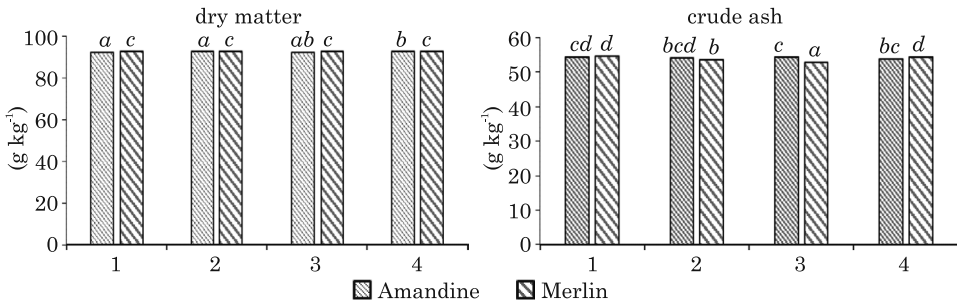 dry matter
(g kg⁻¹)
100
80
60
40
20
0
a c a c ab c b c
1 2 3 4
crude ash
(g kg⁻¹)
60
50
40
30
20
10
0
cd d bcd b c a bc d
1 2 3 4
Amandine Merlin